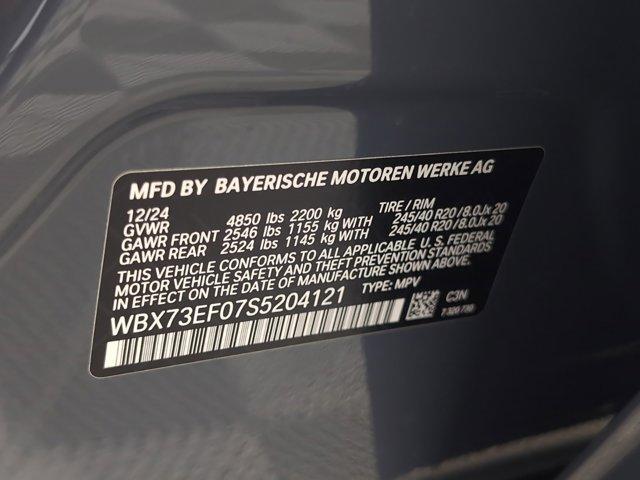 MFD BY BAYERISCHE MOTOREN WERKE AG
12/24 TIRE / RIM
GVWR 4850 lbs 2200 kg
GAWR FRONT 2546 lbs 1155 kg WITH 245/40 R20 / 8.0Jx 20
GAWR REAR 2524 lbs 1145 kg WITH 245/40 R20 / 8.0Jx 20
THIS VEHICLE CONFORMS TO ALL APPLICABLE U.S. FEDERAL
MOTOR VEHICLE SAFETY AND THEFT PREVENTION STANDARDS
IN EFFECT ON THE DATE OF MANUFACTURE SHOWN ABOVE.
WBX73EF07S5204121 TYPE: MPV
C3N